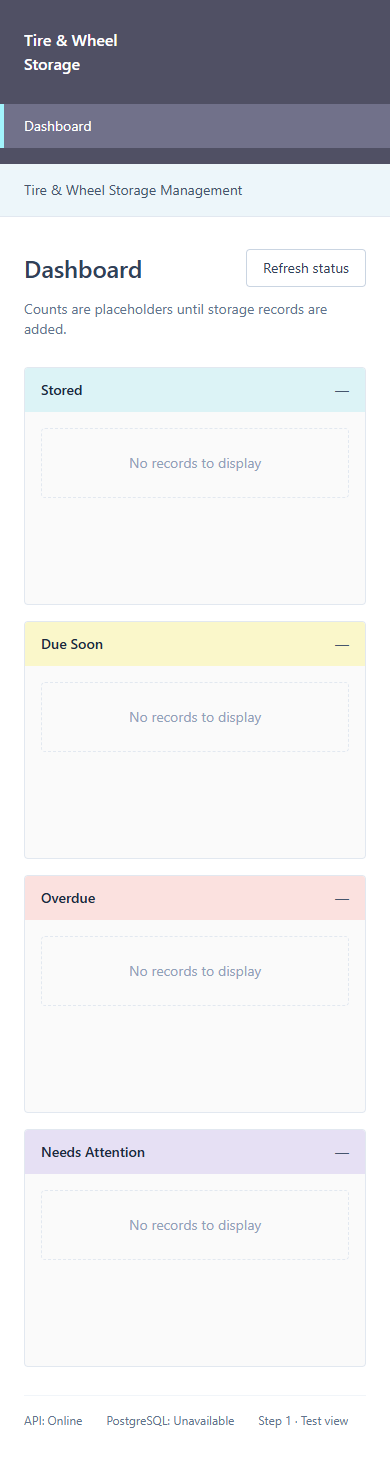 Tire & Wheel
Storage
Dashboard
Tire & Wheel Storage Management
Dashboard
Refresh status
Counts are placeholders until storage records are
added.
Stored —
No records to display
Due Soon —
No records to display
Overdue —
No records to display
Needs Attention —
No records to display
API: Online PostgreSQL: Unavailable Step 1 · Test view